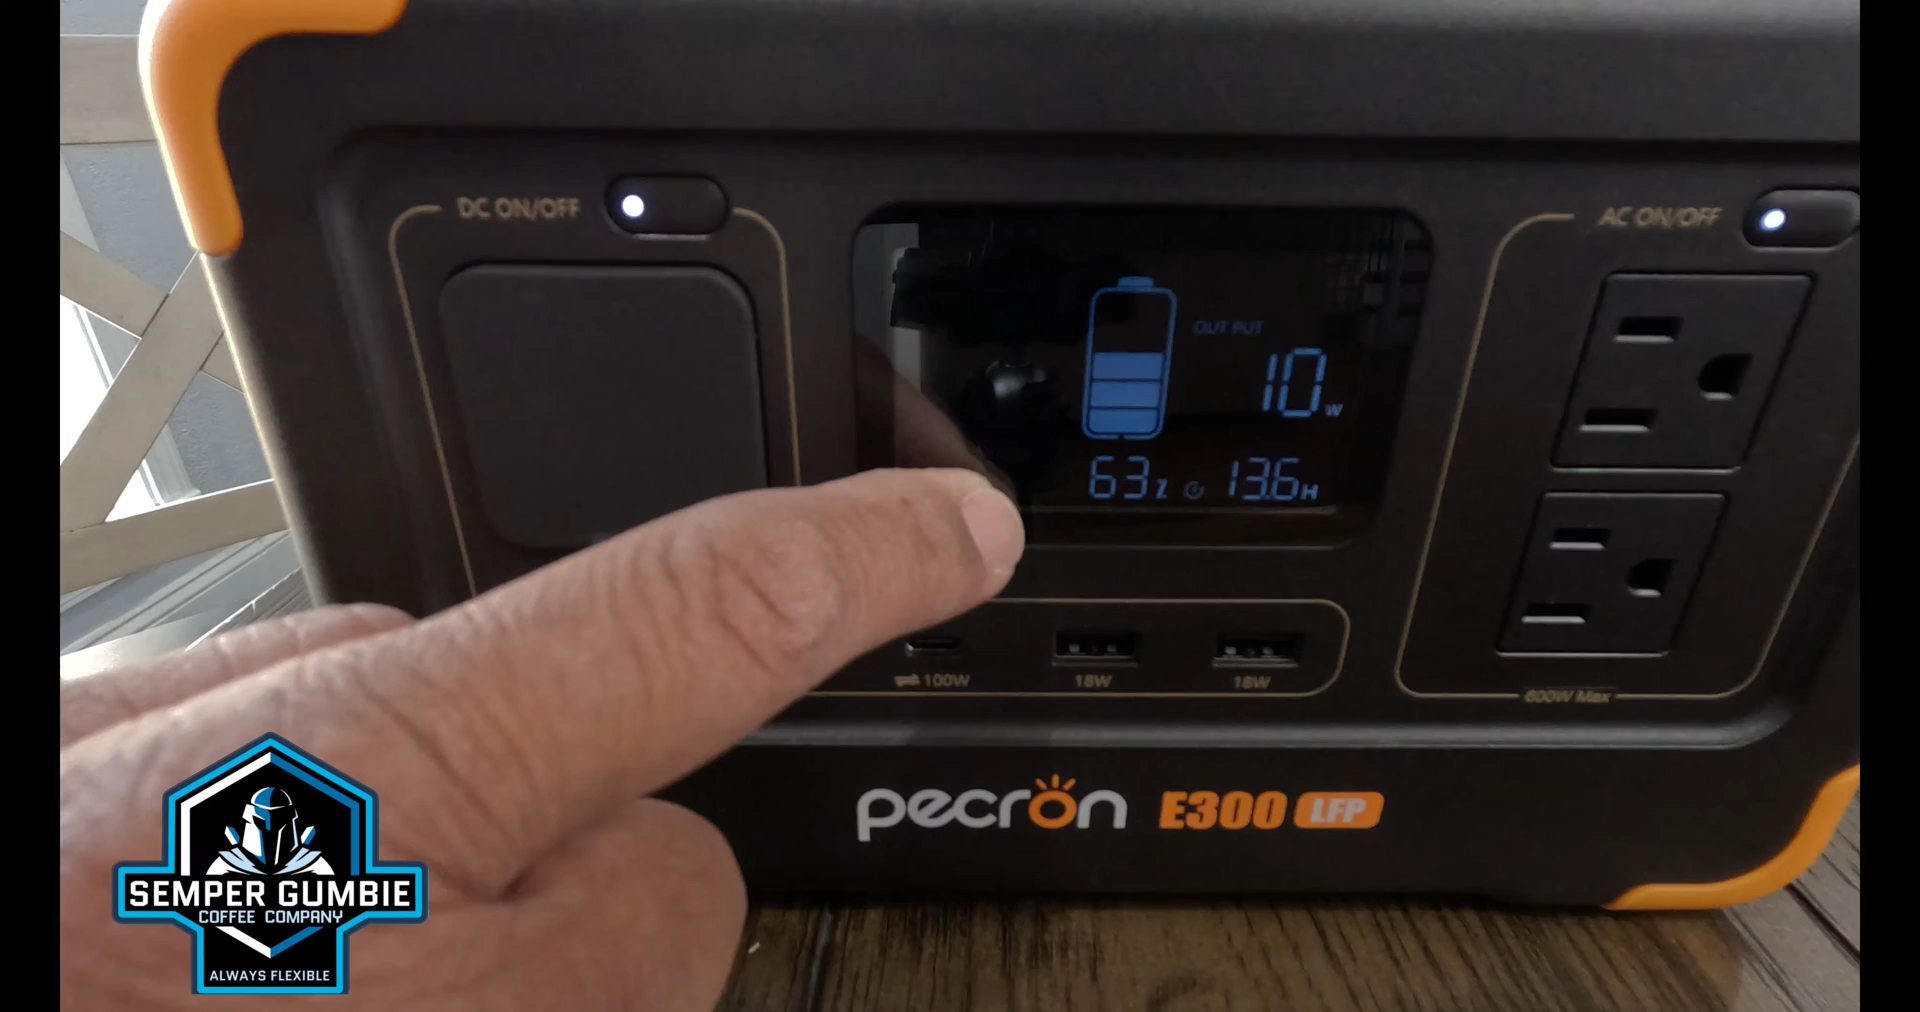 DC ON/OFF
AC ON/OFF
OUT PUT
10W
63% 13.6H
100W
18W
18W
600W Max
pecron E300 LFP
SEMPER GUMBIE
COFFEE COMPANY
ALWAYS FLEXIBLE